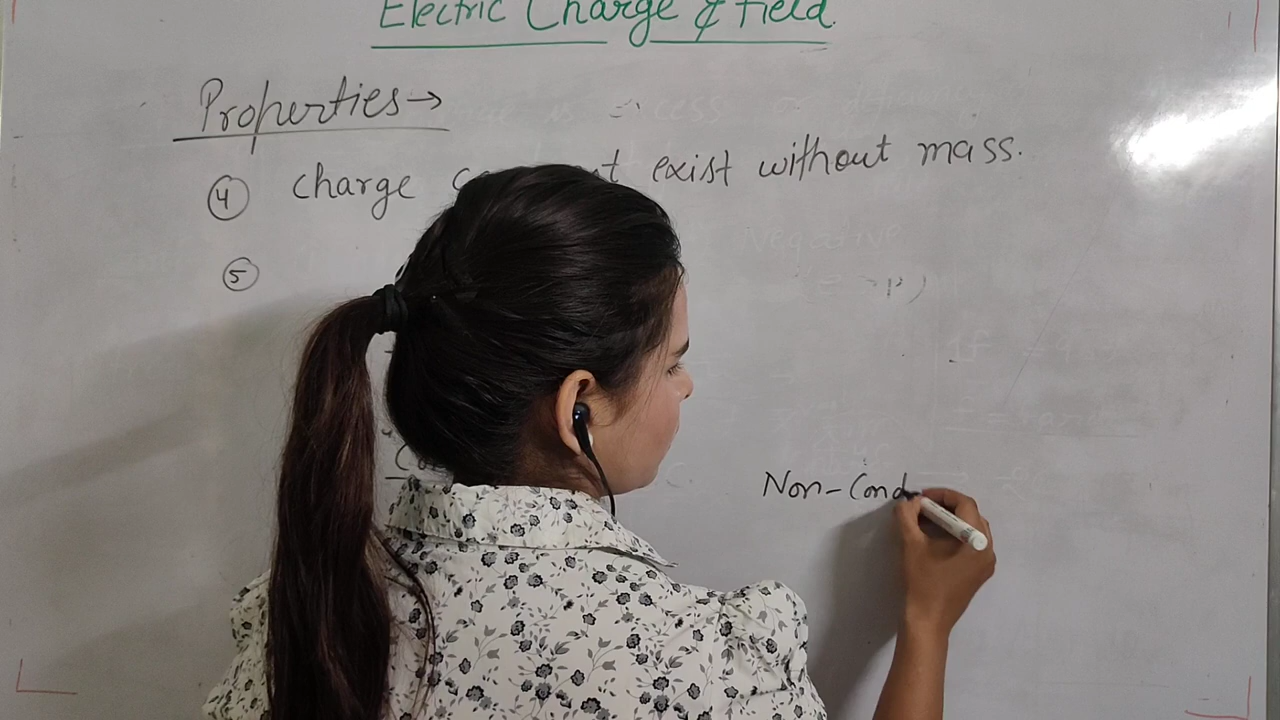 Electric Charge & Field.
Properties→
④ charge exist without mass.
⑤
Non-Cond